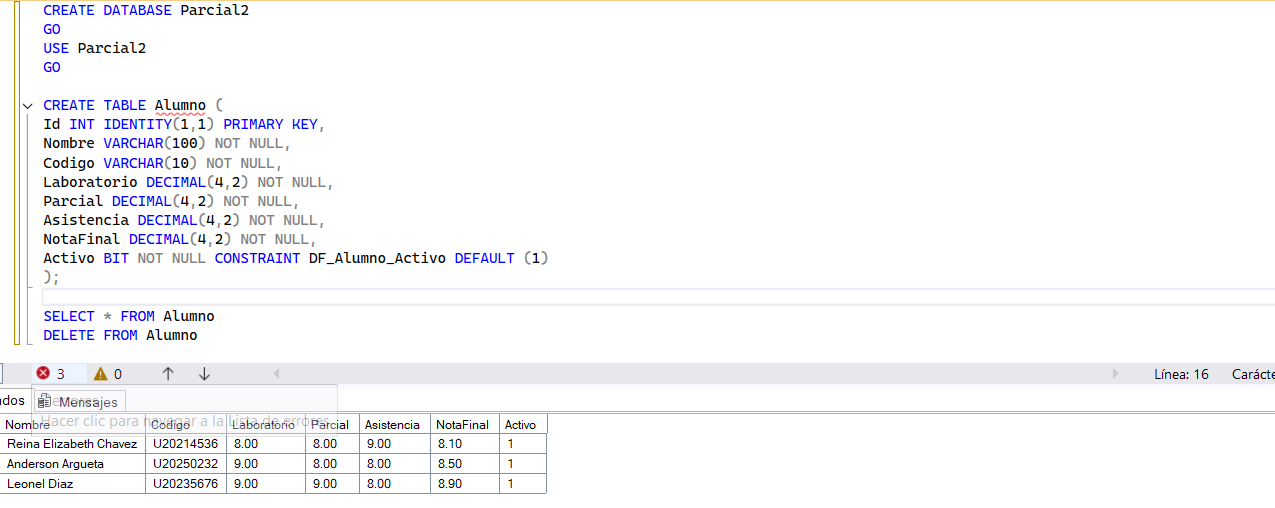 CREATE DATABASE Parcial2
GO
USE Parcial2
GO
CREATE TABLE Alumno (
Id INT IDENTITY(1,1) PRIMARY KEY,
Nombre VARCHAR(100) NOT NULL,
Codigo VARCHAR(10) NOT NULL,
Laboratorio DECIMAL(4,2) NOT NULL,
Parcial DECIMAL(4,2) NOT NULL,
Asistencia DECIMAL(4,2) NOT NULL,
NotaFinal DECIMAL(4,2) NOT NULL,
Activo BIT NOT NULL CONSTRAINT DF_Alumno_Activo DEFAULT (1)
);
SELECT * FROM Alumno
DELETE FROM Alumno
3 0 Línea: 16 Carácte
ados Mensajes
Hacer clic para navegar a la Lista de errores
Nombre Codigo Laboratorio Parcial Asistencia NotaFinal Activo
Reina Elizabeth Chavez U20214536 8.00 8.00 9.00 8.10 1
Anderson Argueta U20250232 9.00 8.00 8.00 8.50 1
Leonel Diaz U20235676 9.00 9.00 8.00 8.90 1